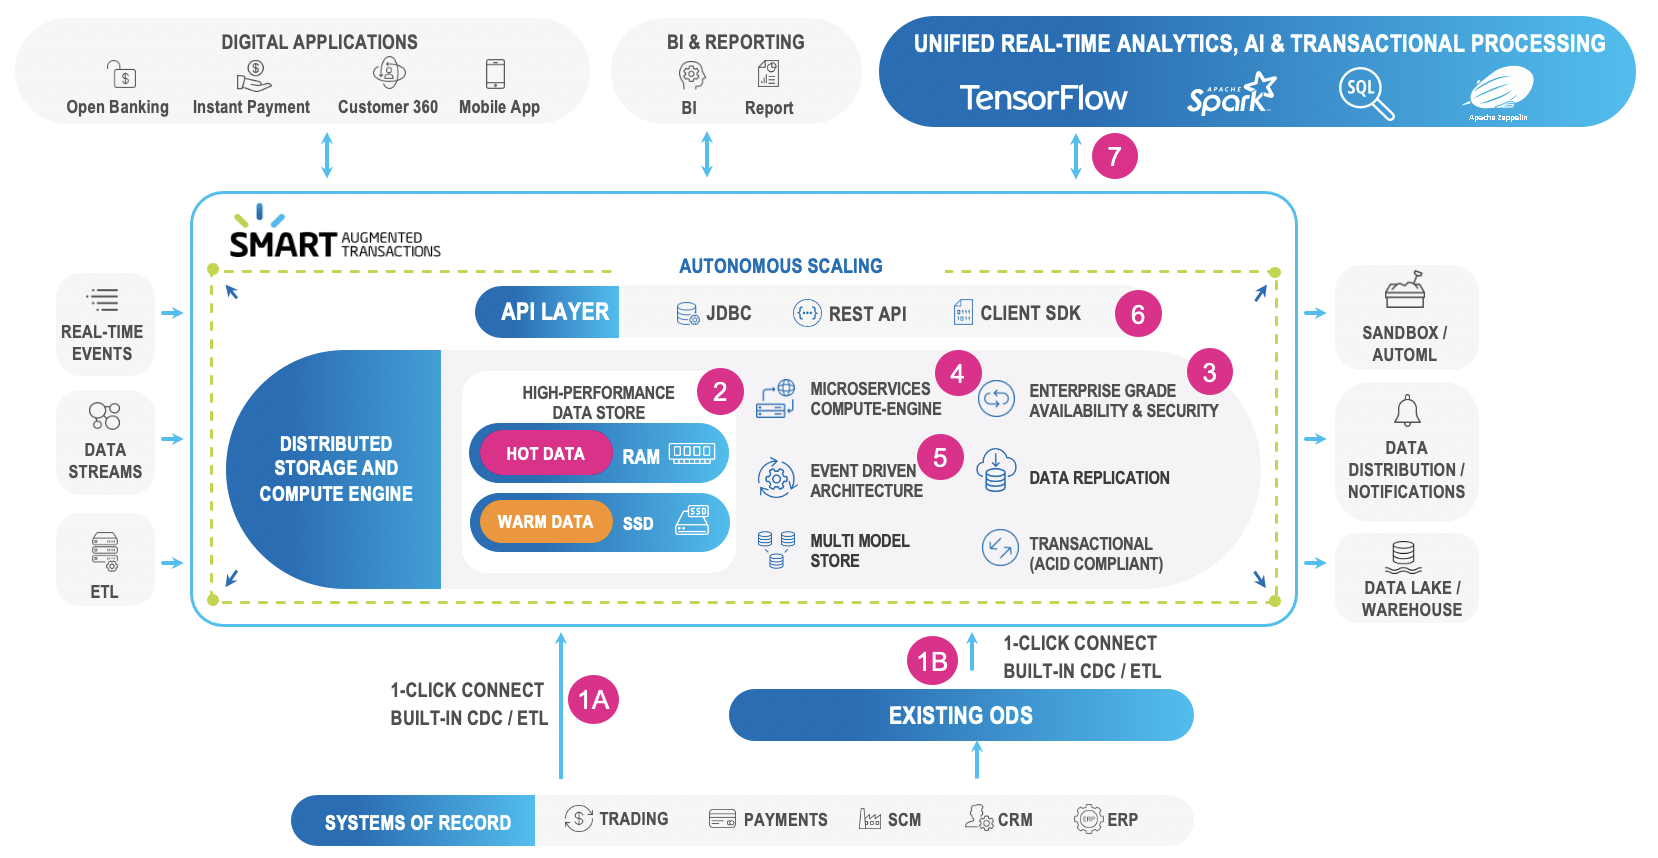 DIGITAL APPLICATIONS
$
$
Open Banking
Instant Payment
Customer 360
Mobile App
BI & REPORTING
BI
Report
UNIFIED REAL-TIME ANALYTICS, AI & TRANSACTIONAL PROCESSING
TensorFlow
APACHE
Spark
SQL
Apache Zeppelin
7
SMART AUGMENTED
TRANSACTIONS
AUTONOMOUS SCALING
API LAYER
JDBC
{...}
REST API
0111
1011
CLIENT SDK
6
REAL-TIME
EVENTS
DATA
STREAMS
ETL
DISTRIBUTED
STORAGE AND
COMPUTE ENGINE
HIGH-PERFORMANCE
DATA STORE
2
HOT DATA
RAM
WARM DATA
SSD
SSD
MICROSERVICES
COMPUTE-ENGINE
4
EVENT DRIVEN
ARCHITECTURE
5
MULTI MODEL
STORE
ENTERPRISE GRADE
AVAILABILITY & SECURITY
3
DATA REPLICATION
TRANSACTIONAL
(ACID COMPLIANT)
SANDBOX /
AUTOML
DATA
DISTRIBUTION /
NOTIFICATIONS
DATA LAKE /
WAREHOUSE
1-CLICK CONNECT
BUILT-IN CDC / ETL
1A
1B
1-CLICK CONNECT
BUILT-IN CDC / ETL
EXISTING ODS
SYSTEMS OF RECORD
$
TRADING
PAYMENTS
SCM
CRM
ERP
ERP